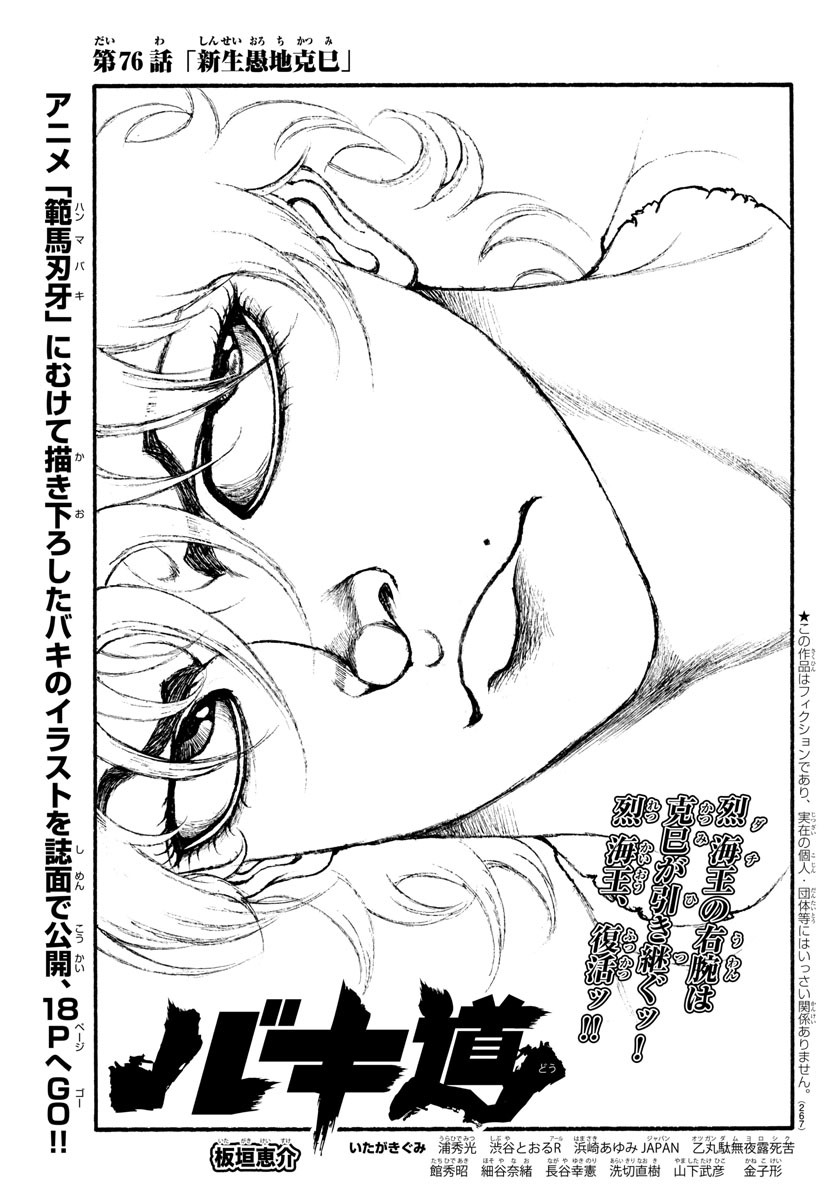 第76話「新生愚地克巳」
アニメ「範馬刃牙」にむけて描き下ろしたバキのイラストを誌面で公開、18PへGO!!
烈 海王の右腕は
克巳が引き継ぐッ!
烈 海王、復活ッ!!
★この作品はフィクションであり、実在の個人・団体等にはいっさい関係ありません。
(267)
バキ道
板垣恵介
いたがきぐみ 浦秀光 渋谷とおるR 浜崎あゆみJAPAN 乙丸駄無夜露死苦
館秀昭 細谷奈緒 長谷幸憲 洗切直樹 山下武彦 金子形